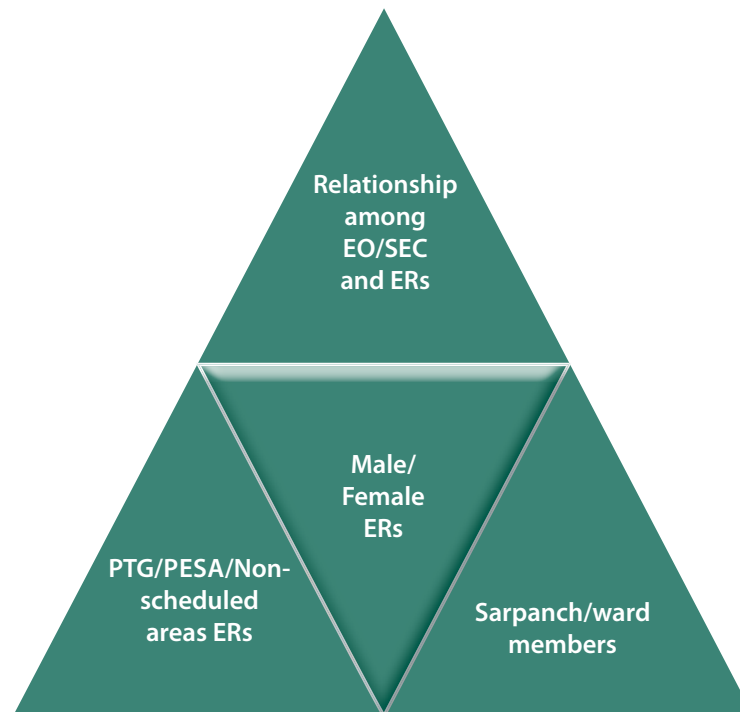 Relationship
among
EO/SEC
and ERs
Male/
Female
ERs
PTG/PESA/Non-
scheduled
areas ERs
Sarpanch/ward
members